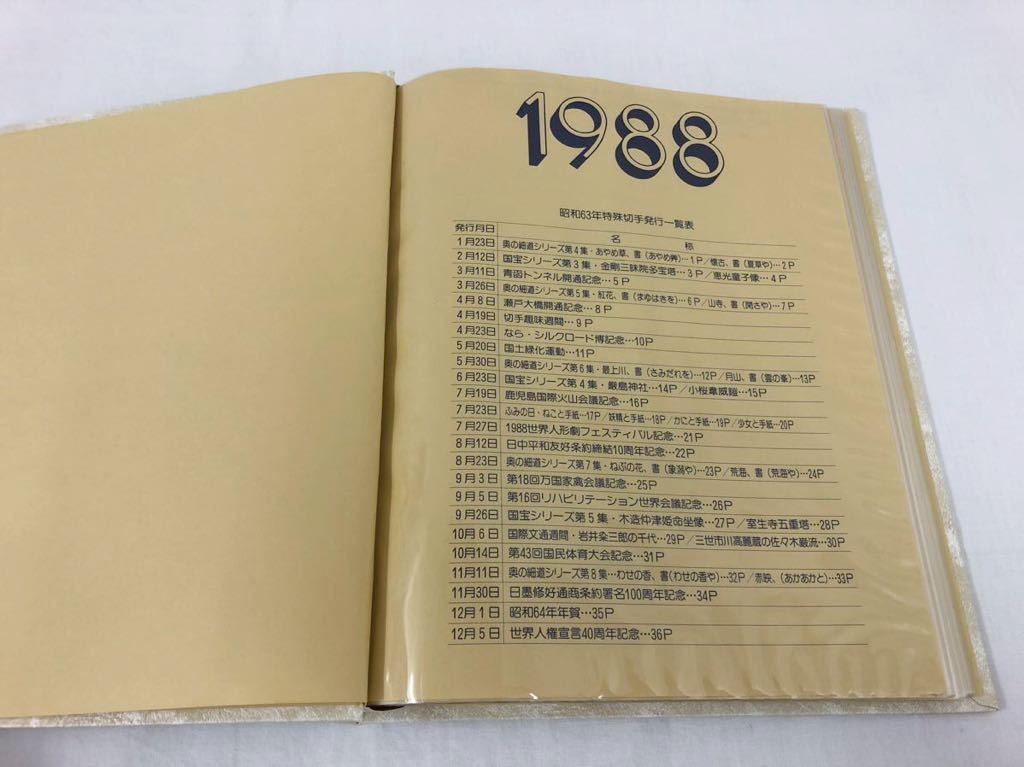 1988
昭和63年特殊切手発行一覧表
発行月日 名 称
1月23日 奥の細道シリーズ第4集・あやめ草、書(あやめ艸)…1P/懐古、書(夏草や)…2P
2月12日 国宝シリーズ第3集・金剛三昧院多宝塔…3P/恵光童子像…4P
3月11日 青函トンネル開通記念…5P
3月26日 奥の細道シリーズ第5集・紅花、書(まゆはきを)…6P/山寺、書(閑さや)…7P
4月8日 瀬戸大橋開通記念…8P
4月19日 切手趣味週間…9P
4月23日 なら・シルクロード博記念…10P
5月20日 国土緑化運動…11P
5月30日 奥の細道シリーズ第6集・最上川、書(さみだれを)…12P/月山、書(雲の峯)…13P
6月23日 国宝シリーズ第4集・厳島神社…14P/小桜韋威鎧…15P
7月19日 鹿児島国際火山会議記念…16P
7月23日 ふみの日・ねこと手紙…17P/妖精と手紙…18P/かにと手紙…19P/少女と手紙…20P
7月27日 1988世界人形劇フェスティバル記念…21P
8月12日 日中平和友好条約締結10周年記念…22P
8月23日 奥の細道シリーズ第7集・ねぶの花、書(象潟や)…23P/荒海、書(荒海や)…24P
9月3日 第18回万国家禽会議記念…25P
9月5日 第16回リハビリテーション世界会議記念…26P
9月26日 国宝シリーズ第5集・木造仲津姫命坐像…27P/室生寺五重塔…28P
10月6日 国際文通週間・岩井粂三郎の千代…29P/三世市川高麗蔵の佐々木巌流…30P
10月14日 第43回国民体育大会記念…31P
11月11日 奥の細道シリーズ第8集…わせの香、書(わせの香や)…32P/赤映、(あかあかと)…33P
11月30日 日墨修好通商条約署名100周年記念…34P
12月1日 昭和64年年賀…35P
12月5日 世界人権宣言40周年記念…36P